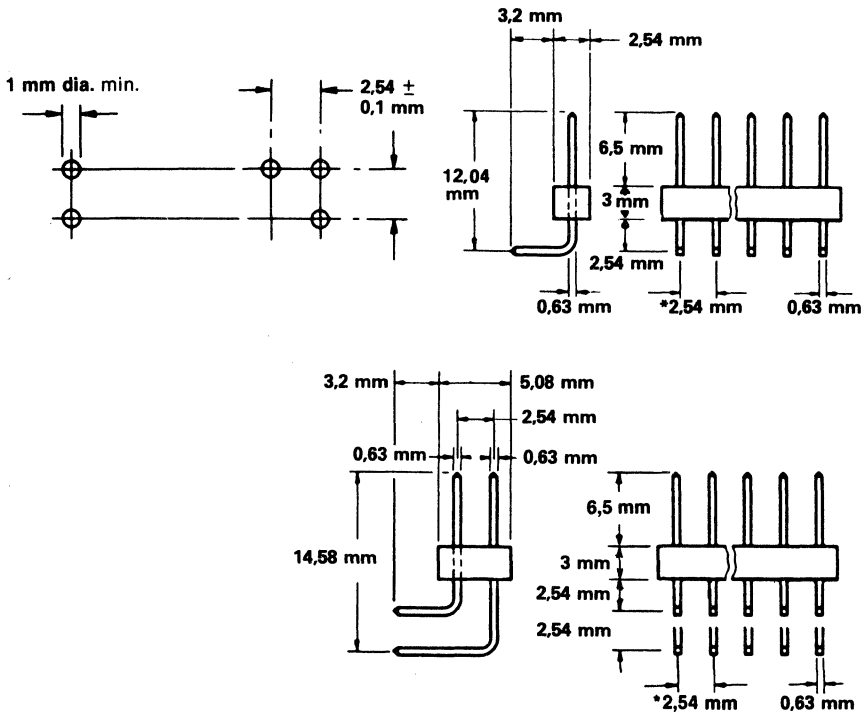 3,2 mm
2,54 mm
1 mm dia. min.
2,54 ±
0,1 mm
6,5 mm
12,04
mm
3 mm
2,54 mm
0,63 mm
*2,54 mm
0,63 mm
3,2 mm
5,08 mm
2,54 mm
0,63 mm
0,63 mm
6,5 mm
14,58 mm
3 mm
2,54 mm
2,54 mm
*2,54 mm
0,63 mm